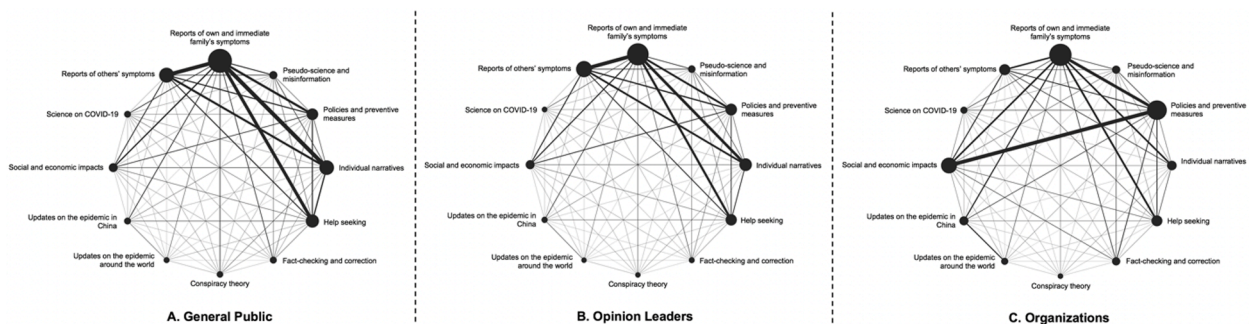 Reports of own and immediate
family's symptoms
Reports of others' symptoms
Pseudo-science and
misinformation
Science on COVID-19
Policies and preventive
measures
Social and economic impacts
Individual narratives
Updates on the epidemic in
China
Help seeking
Updates on the epidemic
around the world
Fact-checking and correction
Conspiracy theory
A. General Public
Reports of own and immediate
family's symptoms
Reports of others' symptoms
Pseudo-science and
misinformation
Science on COVID-19
Policies and preventive
measures
Social and economic impacts
Individual narratives
Updates on the epidemic in
China
Help seeking
Updates on the epidemic
around the world
Fact-checking and correction
Conspiracy theory
B. Opinion Leaders
Reports of own and immediate
family's symptoms
Reports of others' symptoms
Pseudo-science and
misinformation
Science on COVID-19
Policies and preventive
measures
Social and economic impacts
Individual narratives
Updates on the epidemic in
China
Help seeking
Updates on the epidemic
around the world
Fact-checking and correction
Conspiracy theory
C. Organizations